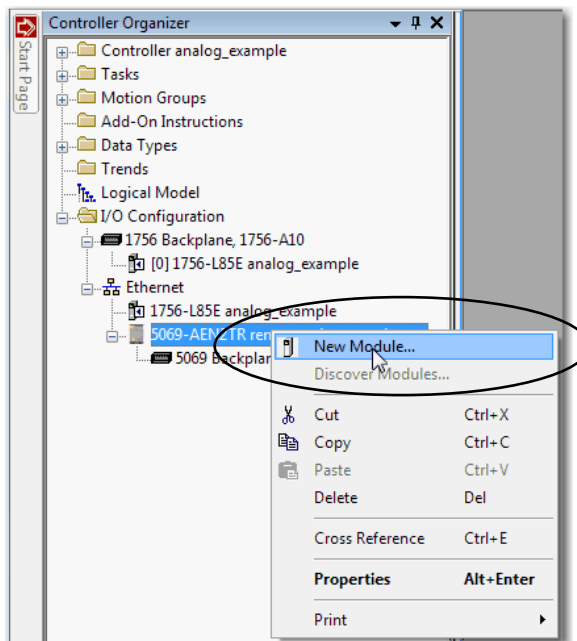 Controller Organizer
Start Page
Controller analog_example
Tasks
Motion Groups
Add-On Instructions
Data Types
Trends
Logical Model
I/O Configuration
1756 Backplane, 1756-A10
[0] 1756-L85E analog_example
Ethernet
1756-L85E analog_example
5069-AEN2TR
5069 Backplan
New Module...
Discover Modules...
Cut Ctrl+X
Copy Ctrl+C
Paste Ctrl+V
Delete Del
Cross Reference Ctrl+E
Properties Alt+Enter
Print